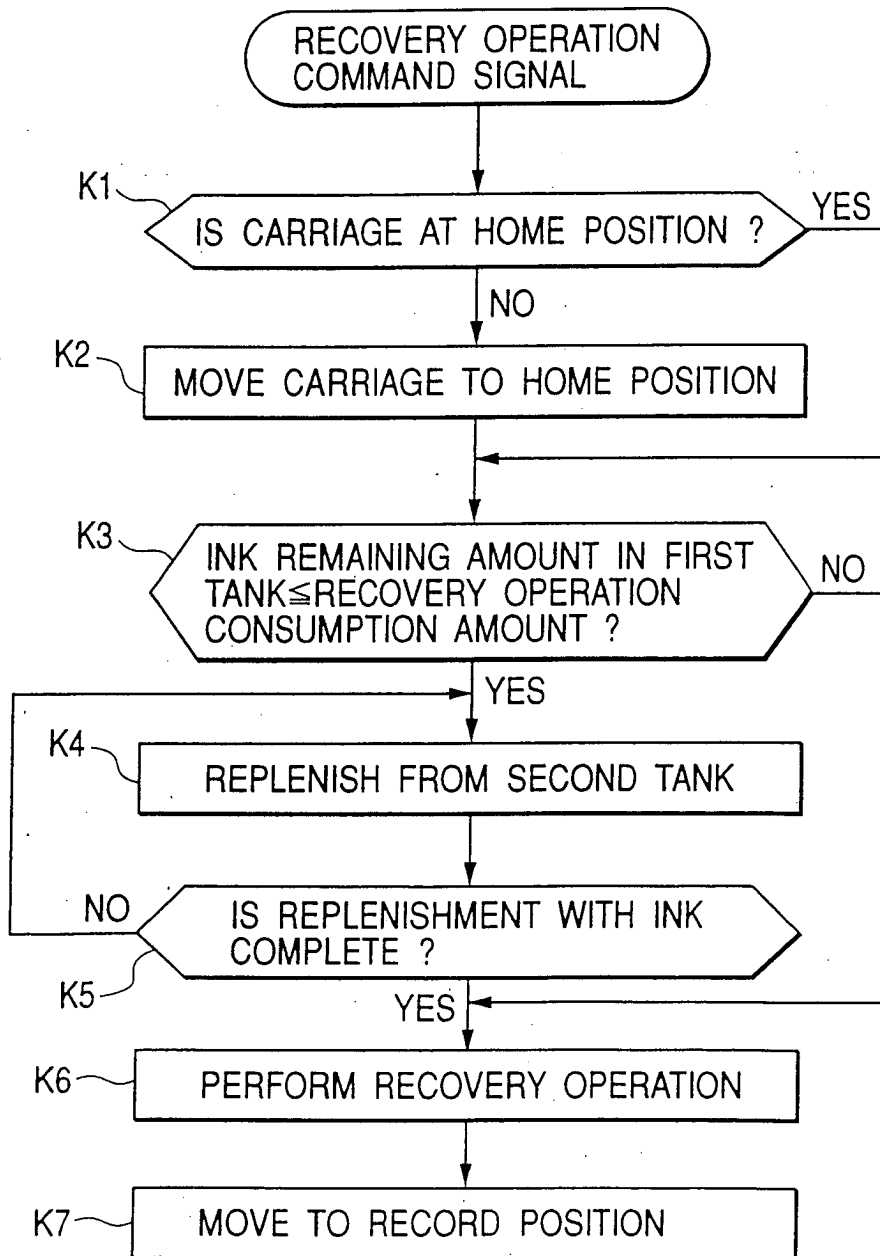 RECOVERY OPERATION
COMMAND SIGNAL
K1
IS CARRIAGE AT HOME POSITION ?
YES
NO
K2
MOVE CARRIAGE TO HOME POSITION
K3
INK REMAINING AMOUNT IN FIRST
TANK≦RECOVERY OPERATION
CONSUMPTION AMOUNT ?
NO
YES
K4
REPLENISH FROM SECOND TANK
NO
IS REPLENISHMENT WITH INK
COMPLETE ?
K5
YES
K6
PERFORM RECOVERY OPERATION
K7
MOVE TO RECORD POSITION